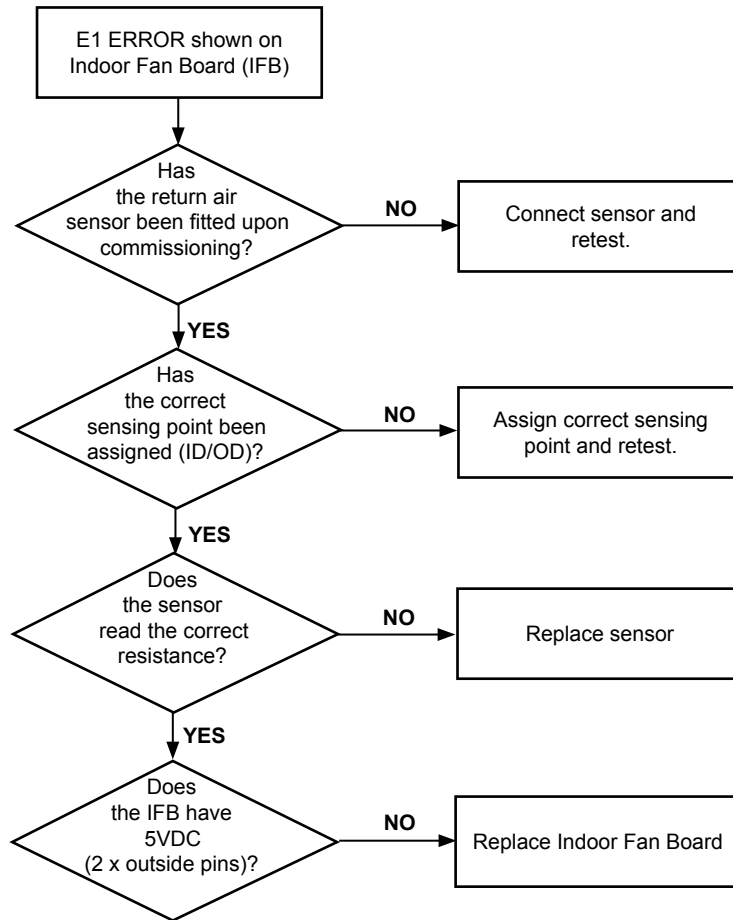 E1 ERROR shown on
Indoor Fan Board (IFB)
Has
the return air
sensor been fitted upon
commissioning?
NO
Connect sensor and
retest.
YES
Has
the correct
sensing point been
assigned (ID/OD)?
NO
Assign correct sensing
point and retest.
YES
Does
the sensor
read the correct
resistance?
NO
Replace sensor
YES
Does
the IFB have
5VDC
(2 x outside pins)?
NO
Replace Indoor Fan Board